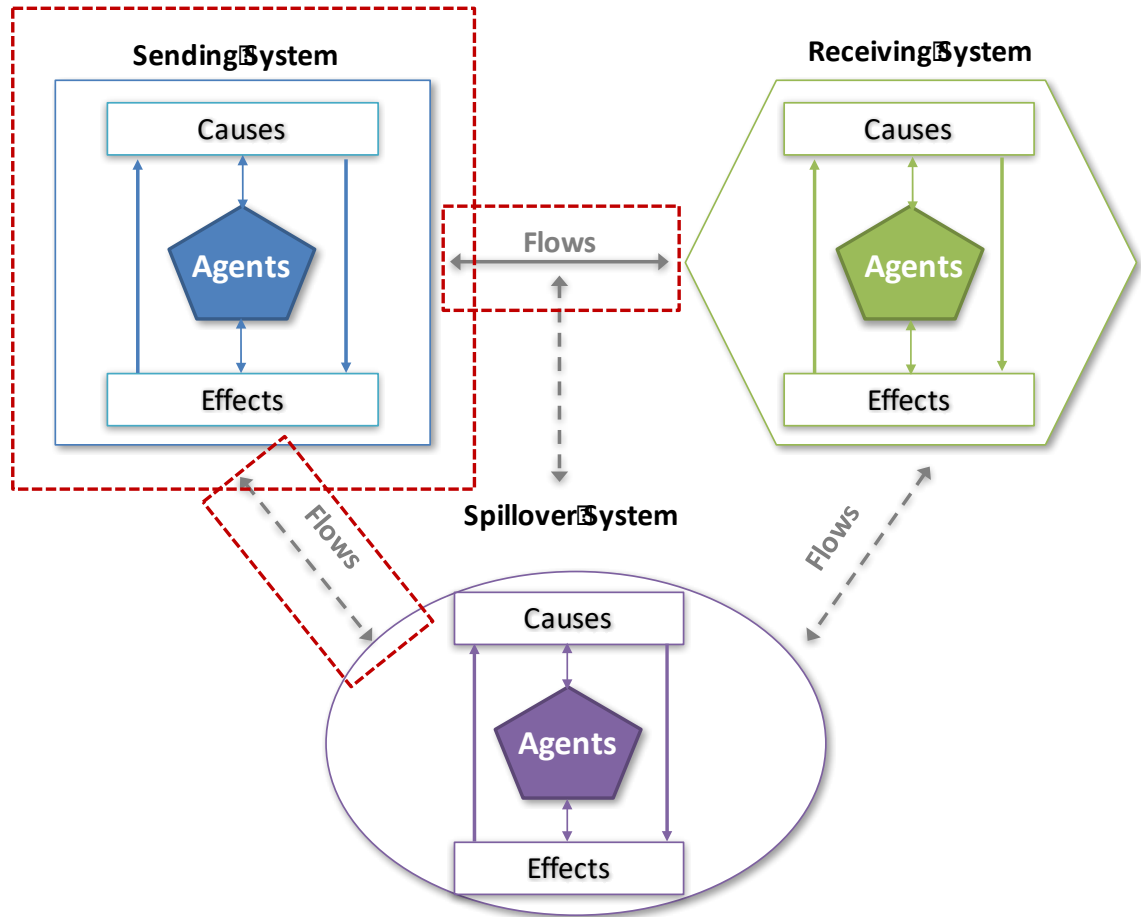 Sending System
Receiving System
Causes
Causes
Agents
Flows
Agents
Effects
Effects
Flows
Spillover System
Flows
Causes
Agents
Effects